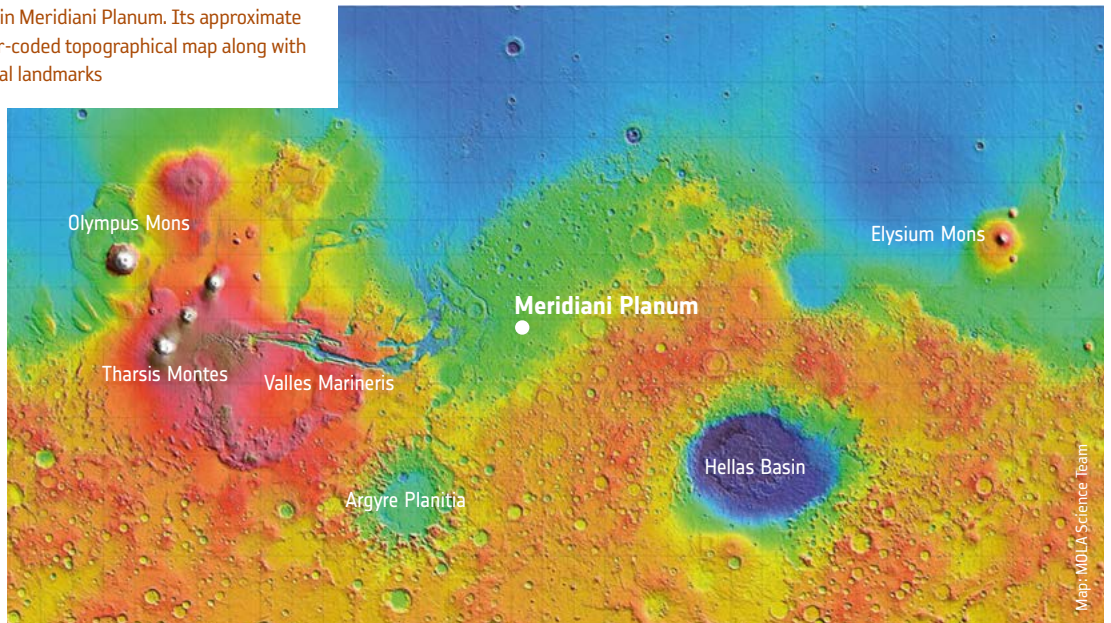 in Meridiani Planum. Its approximate
r-coded topographical map along with
al landmarks
Olympus Mons
Elysium Mons
Meridiani Planum
Tharsis Montes
Valles Marineris
Hellas Basin
Argyre Planitia
Map: MOLA Science Team